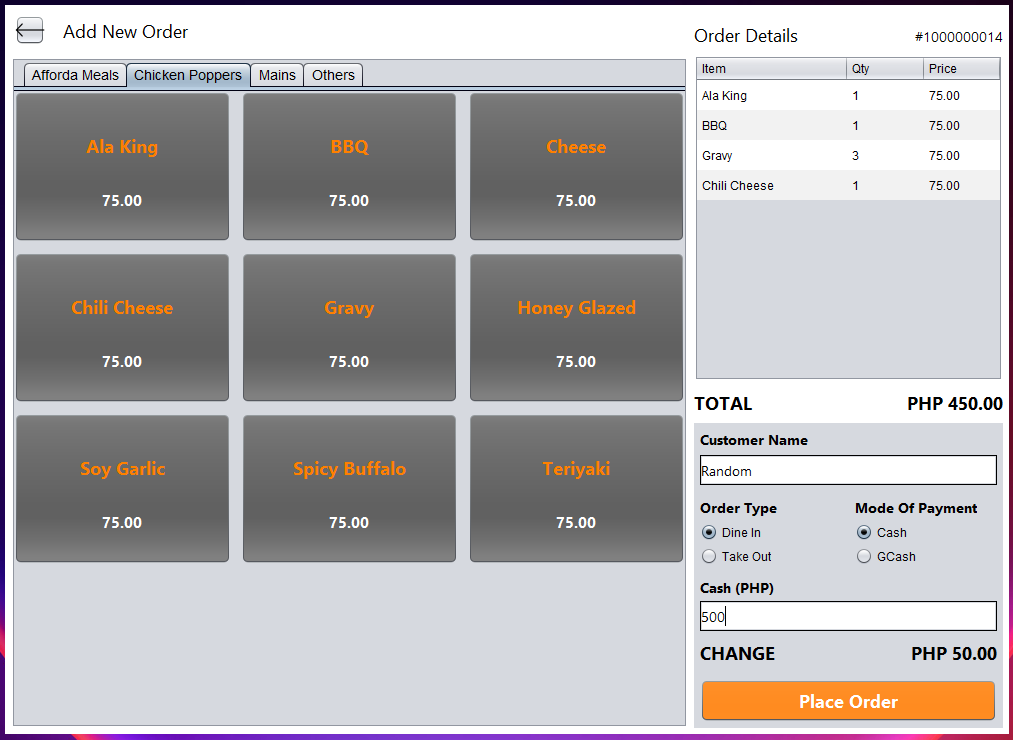 Add New Order
Afforda Meals Chicken Poppers Mains Others
Ala King BBQ Cheese
75.00 75.00 75.00
Chili Cheese Gravy Honey Glazed
75.00 75.00 75.00
Soy Garlic Spicy Buffalo Teriyaki
75.00 75.00 75.00
Order Details #1000000014
Item Qty Price
Ala King 1 75.00
BBQ 1 75.00
Gravy 3 75.00
Chili Cheese 1 75.00
TOTAL PHP 450.00
Customer Name
Random
Order Type Mode Of Payment
Dine In Cash
Take Out GCash
Cash (PHP)
500
CHANGE PHP 50.00
Place Order